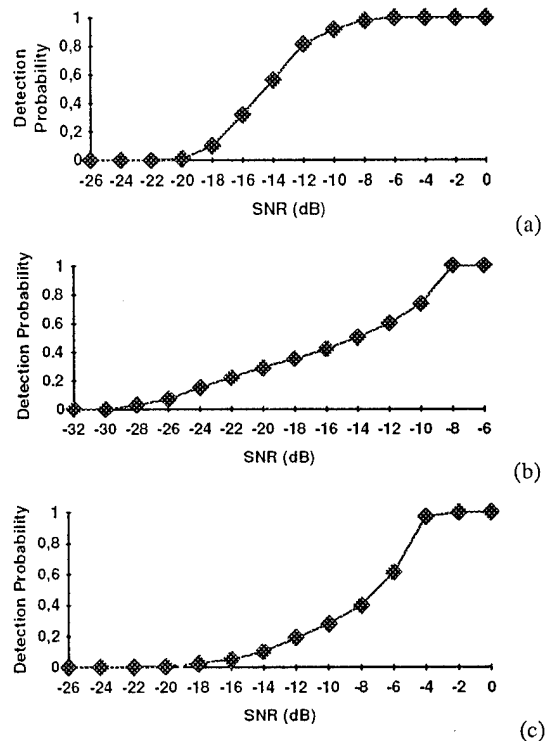 1
0,8
0,6
0,4
0,2
0
Detection
Probability
-26 -24 -22 -20 -18 -16 -14 -12 -10 -8 -6 -4 -2 0
SNR (dB)
(a)
1
0.8
0.6
0.4
0.2
0
Detection Probability
-32 -30 -28 -26 -24 -22 -20 -18 -16 -14 -12 -10 -8 -6
SNR (dB)
(b)
1
0,8
0,6
0,4
0,2
0
Detection Probability
-26 -24 -22 -20 -18 -16 -14 -12 -10 -8 -6 -4 -2 0
SNR (dB)
(c)